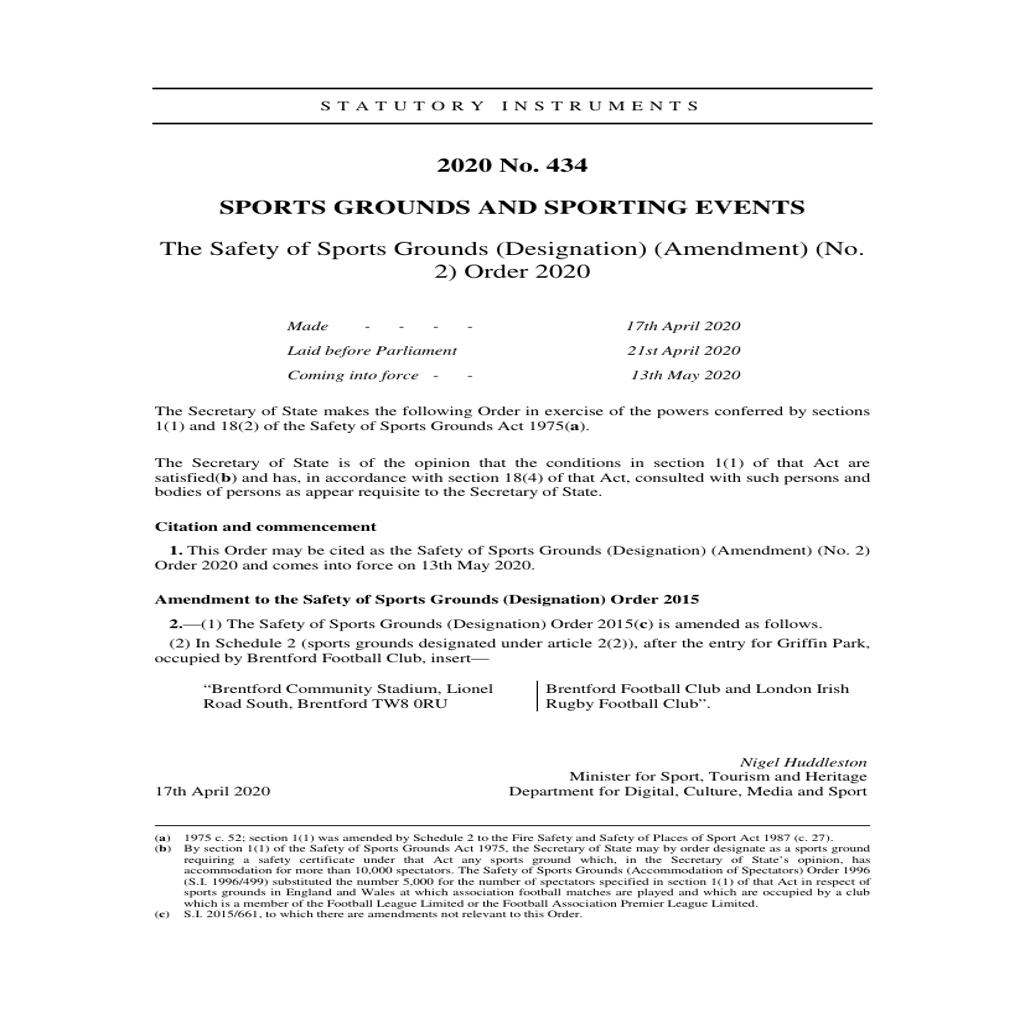 STATUTORY INSTRUMENTS
2020 No. 434
SPORTS GROUNDS AND SPORTING EVENTS
The Safety of Sports Grounds (Designation) (Amendment) (No.
2) Order 2020
Made - - - - 17th April 2020
Laid before Parliament 21st April 2020
Coming into force - - 13th May 2020
The Secretary of State makes the following Order in exercise of the powers conferred by sections
1(1) and 18(2) of the Safety of Sports Grounds Act 1975(a).
The Secretary of State is of the opinion that the conditions in section 1(1) of that Act are
satisfied(b) and has, in accordance with section 18(4) of that Act, consulted with such persons and
bodies of persons as appear requisite to the Secretary of State.
Citation and commencement
1. This Order may be cited as the Safety of Sports Grounds (Designation) (Amendment) (No. 2)
Order 2020 and comes into force on 13th May 2020.
Amendment to the Safety of Sports Grounds (Designation) Order 2015
2.—(1) The Safety of Sports Grounds (Designation) Order 2015(c) is amended as follows.
(2) In Schedule 2 (sports grounds designated under article 2(2)), after the entry for Griffin Park,
occupied by Brentford Football Club, insert—
“Brentford Community Stadium, Lionel
Road South, Brentford TW8 0RU
Brentford Football Club and London Irish
Rugby Football Club”.
Nigel Huddleston
Minister for Sport, Tourism and Heritage
17th April 2020 Department for Digital, Culture, Media and Sport
(a) 1975 c. 52; section 1(1) was amended by Schedule 2 to the Fire Safety and Safety of Places of Sport Act 1987 (c. 27).
(b) By section 1(1) of the Safety of Sports Grounds Act 1975, the Secretary of State may by order designate as a sports ground
requiring a safety certificate under that Act any sports ground which, in the Secretary of State’s opinion, has
accommodation for more than 10,000 spectators. The Safety of Sports Grounds (Accommodation of Spectators) Order 1996
(S.I. 1996/499) substituted the number 5,000 for the number of spectators specified in section 1(1) of that Act in respect of
sports grounds in England and Wales at which association football matches are played and which are occupied by a club
which is a member of the Football League Limited or the Football Association Premier League Limited.
(c) S.I. 2015/661, to which there are amendments not relevant to this Order.